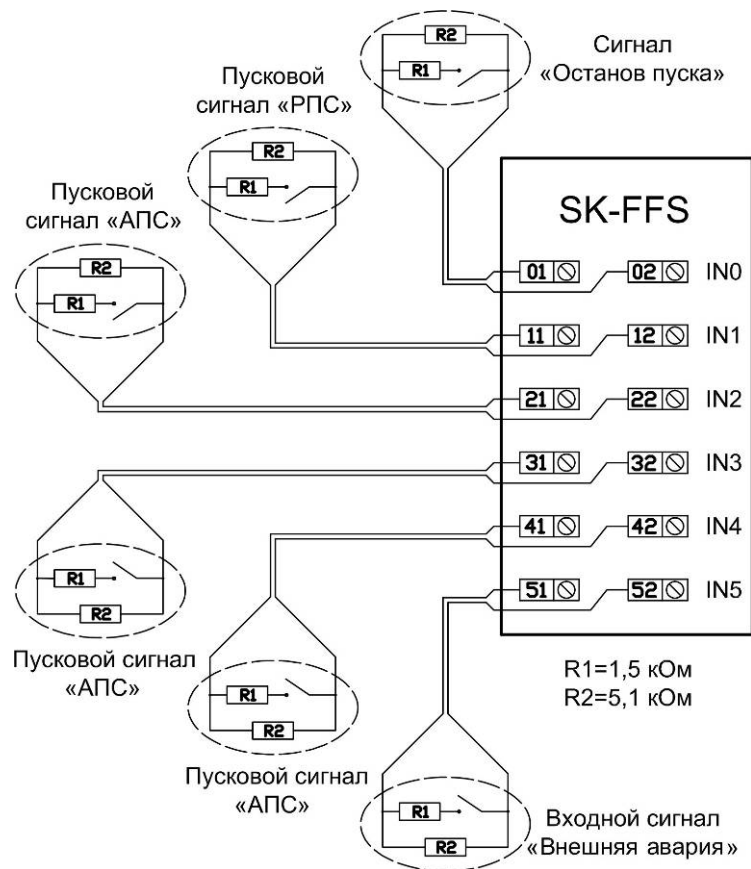 R2
R1
Сигнал
«Останов пуска»
Пусковой
сигнал «РПС»
R2
R1
Пусковой
сигнал «АПС»
R2
R1
SK-FFS
01 02 IN0
11 12 IN1
21 22 IN2
31 32 IN3
41 42 IN4
51 52 IN5
R1
R2
Пусковой сигнал
«АПС»
R1
R2
Пусковой сигнал
«АПС»
R1=1,5 кОм
R2=5,1 кОм
R1
R2
Входной сигнал
«Внешняя авария»